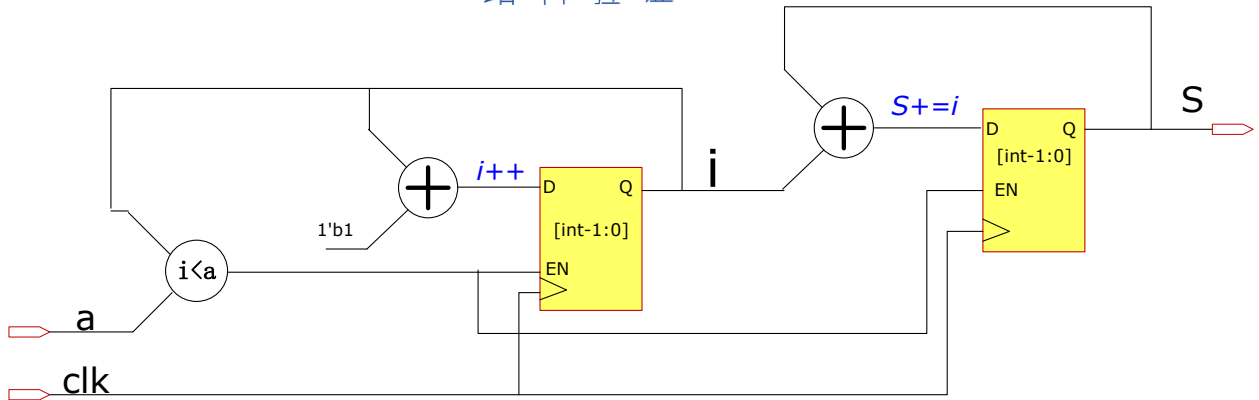 S
S+=i
D
Q
[int-1:0]
EN
i
i++
D
Q
[int-1:0]
EN
1'b1
i<a
a
clk